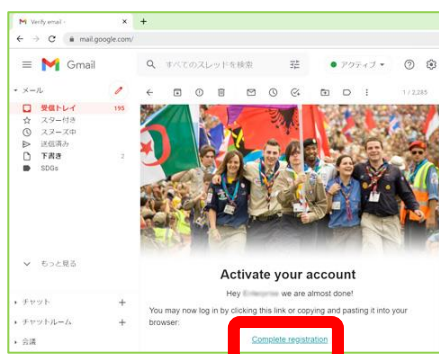 Verify email -
mail.google.com/
Gmail
すべてのスレッドを検索
アクティブ
メール
1 / 2,285
受信トレイ 195
スター付き
スヌーズ中
送信済み
下書き 2
SDGs
もっと見る
Activate your account
Hey we are almost done!
チャット
You may now log in by clicking this link or copying and pasting it into your
browser:
チャットルーム
Complete registration
会議